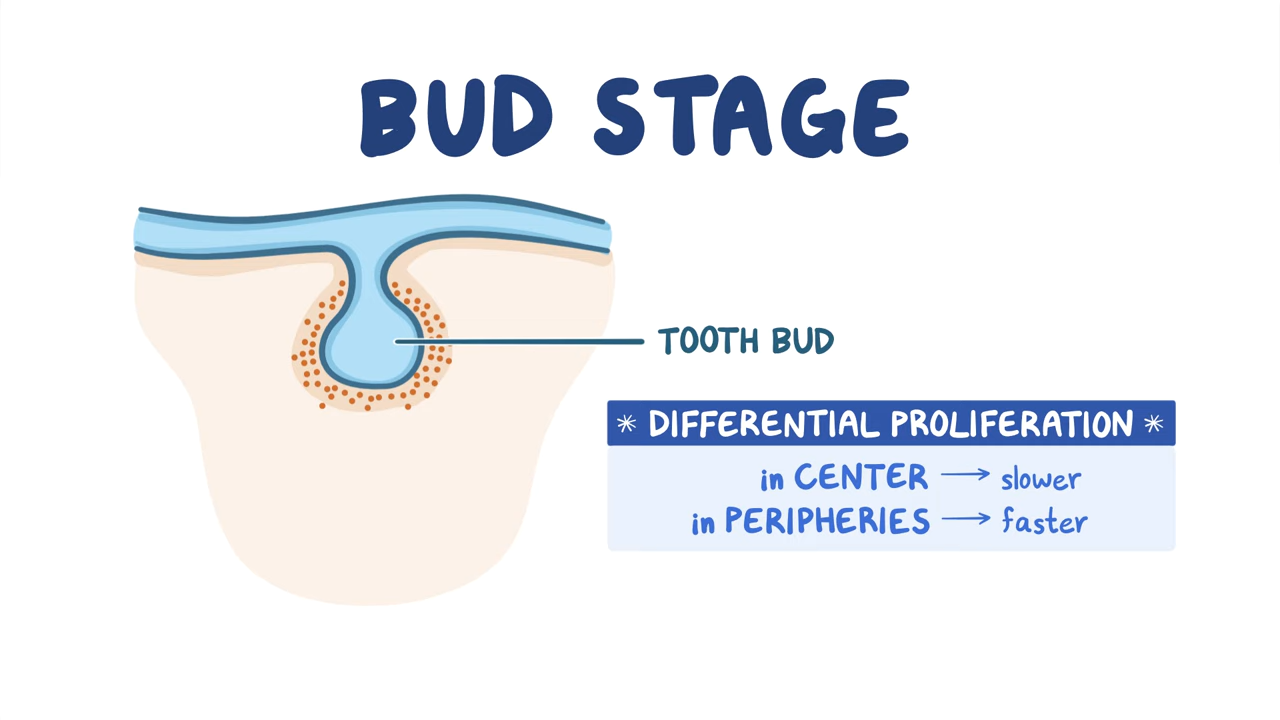 BUD STAGE
TOOTH BUD
* DIFFERENTIAL PROLIFERATION *
in CENTER → slower
in PERIPHERIES → faster